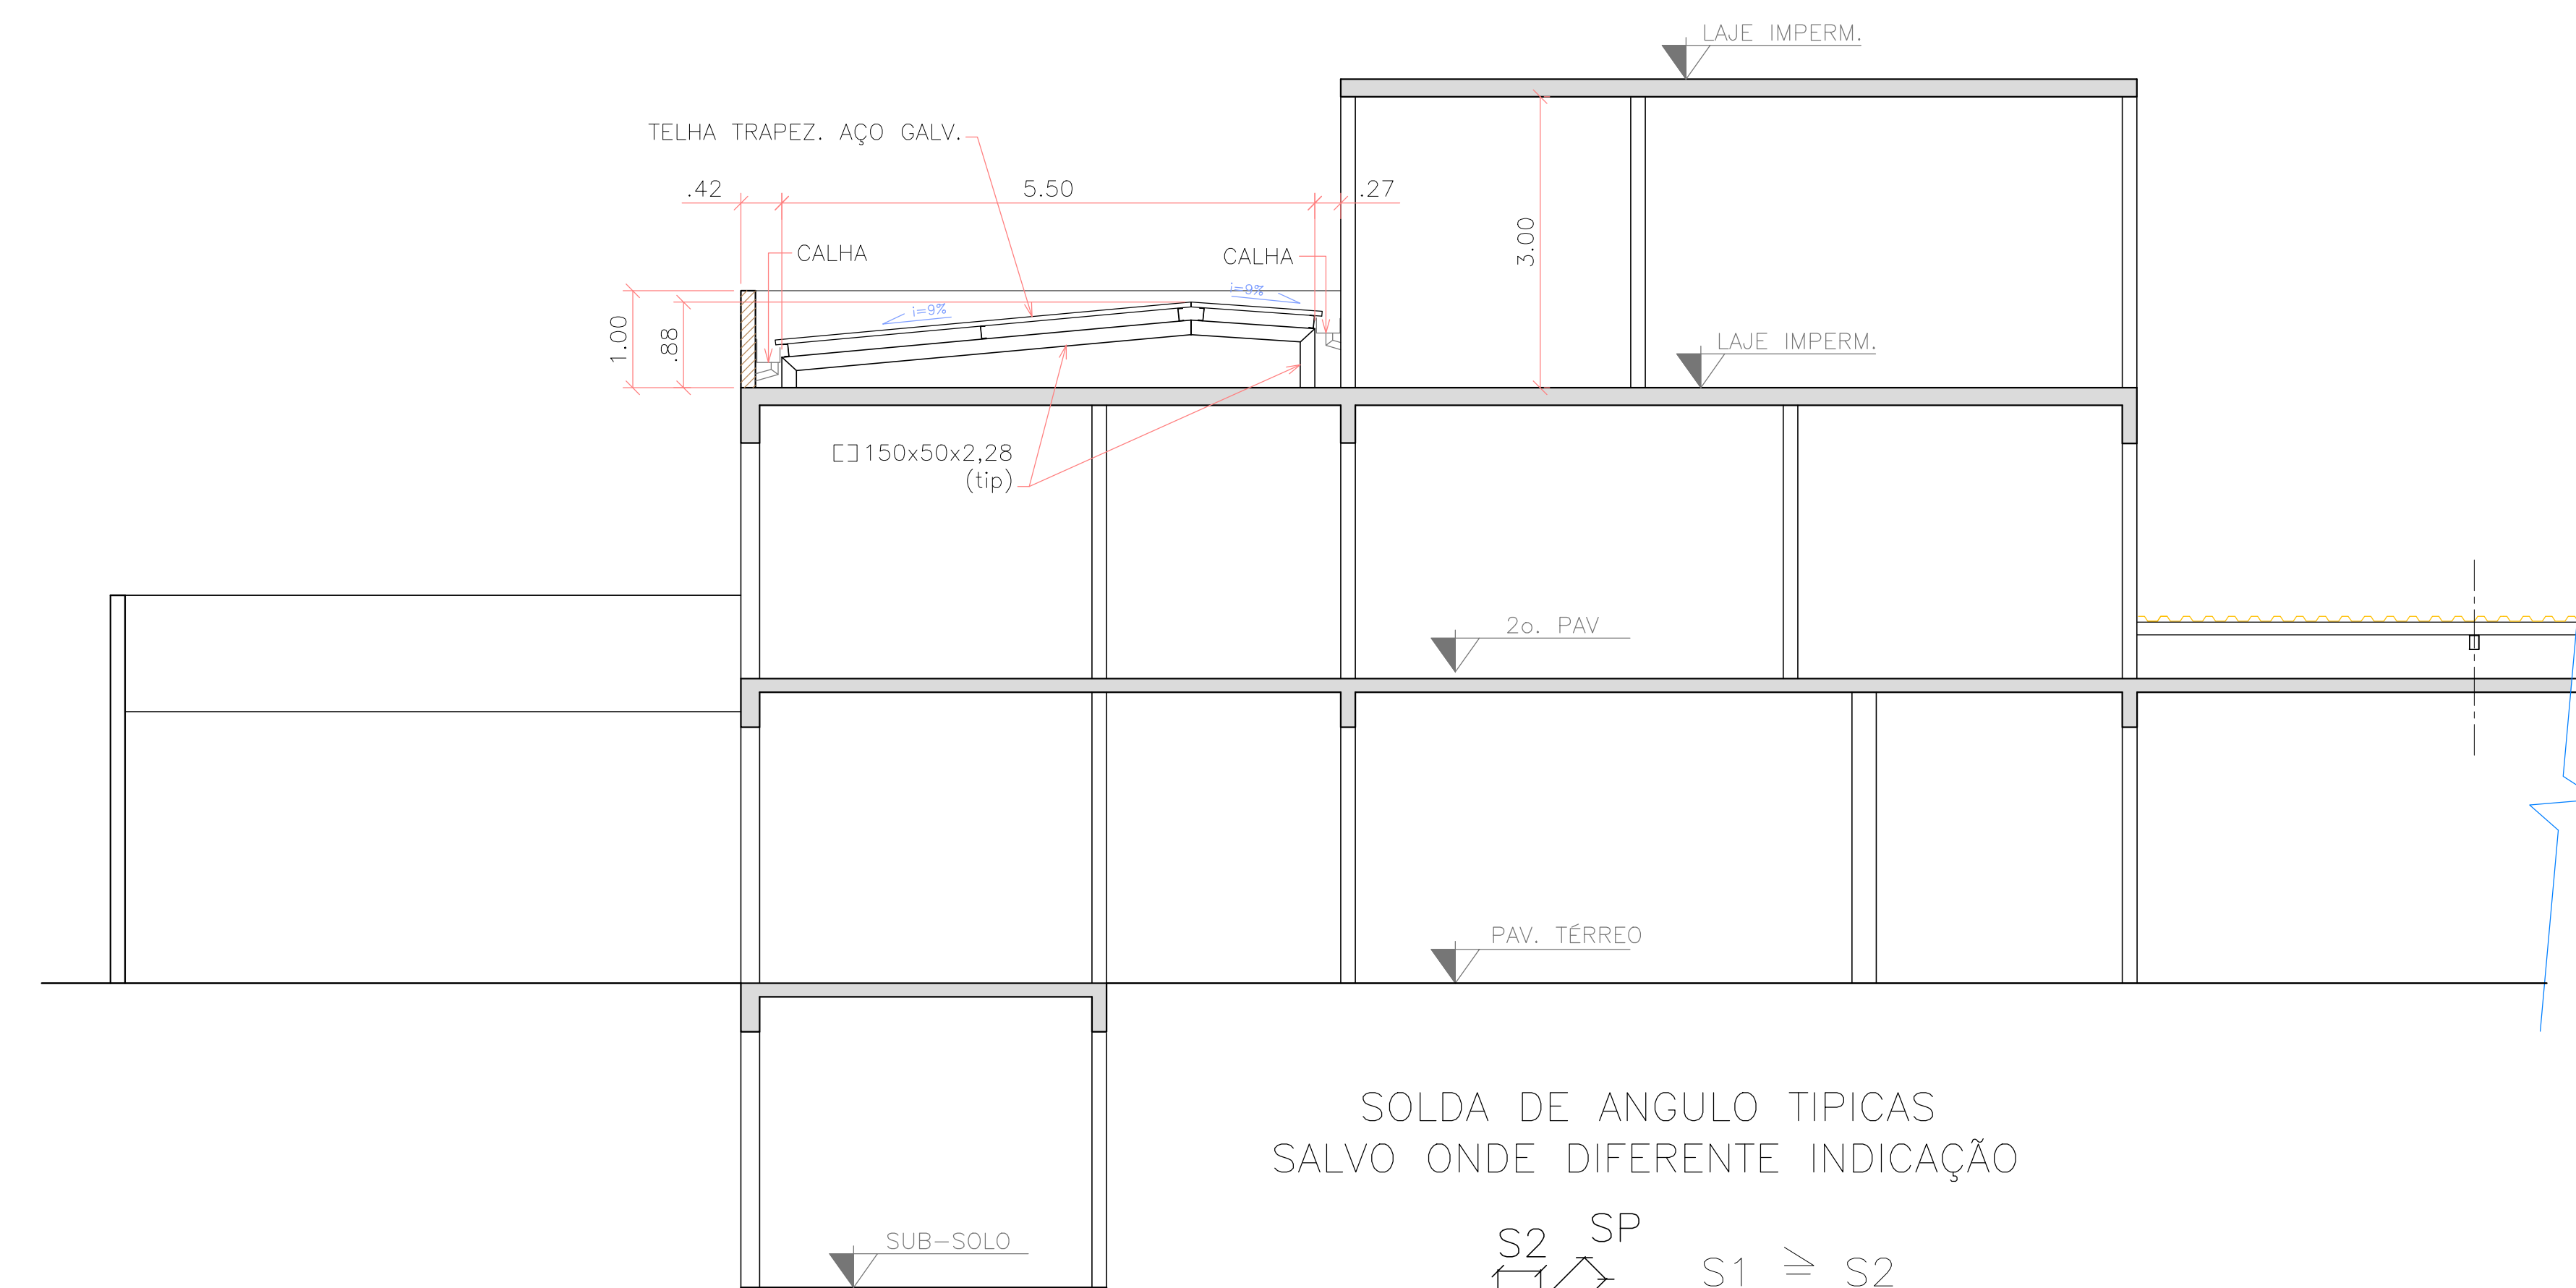 LAJE IMPERM.
TELHA TRAPEZ. AÇO GALV.
.42
5.50
.27
3.00
CALHA
CALHA
i=9%
i=9%
1.00
.88
LAJE IMPERM.
150x50x2,28
(tip)
2o. PAV
PAV. TÉRREO
SOLDA DE ANGULO TIPICAS
SALVO ONDE DIFERENTE INDICAÇÃO
SUB-SOLO
S2
SP
S1 ≥ S2